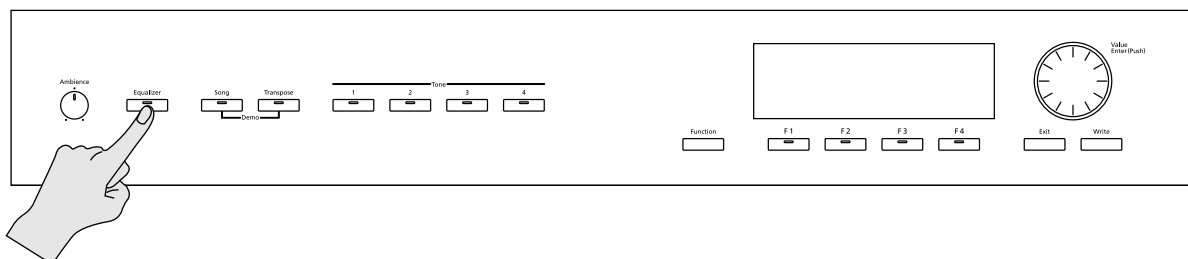 Ambience
Equalizer
Song
Transpose
Demo
Tone
1 2 3 4
Function
F 1 F 2 F 3 F 4
Value
Enter(Push)
Exit
Write